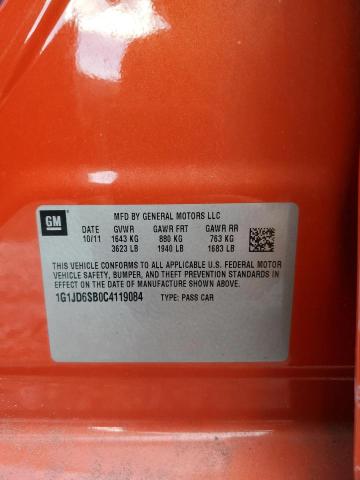 GM
MFD BY GENERAL MOTORS LLC
DATE GVWR GAWR FRT GAWR RR
10/11 1643 KG 880 KG 763 KG
3623 LB 1940 LB 1683 LB
THIS VEHICLE CONFORMS TO ALL APPLICABLE U.S. FEDERAL MOTOR
VEHICLE SAFETY, BUMPER, AND THEFT PREVENTION STANDARDS
IN EFFECT ON THE DATE OF MANUFACTURE SHOWN ABOVE.
1G1JD6SB0C4119084 TYPE: PASS CAR